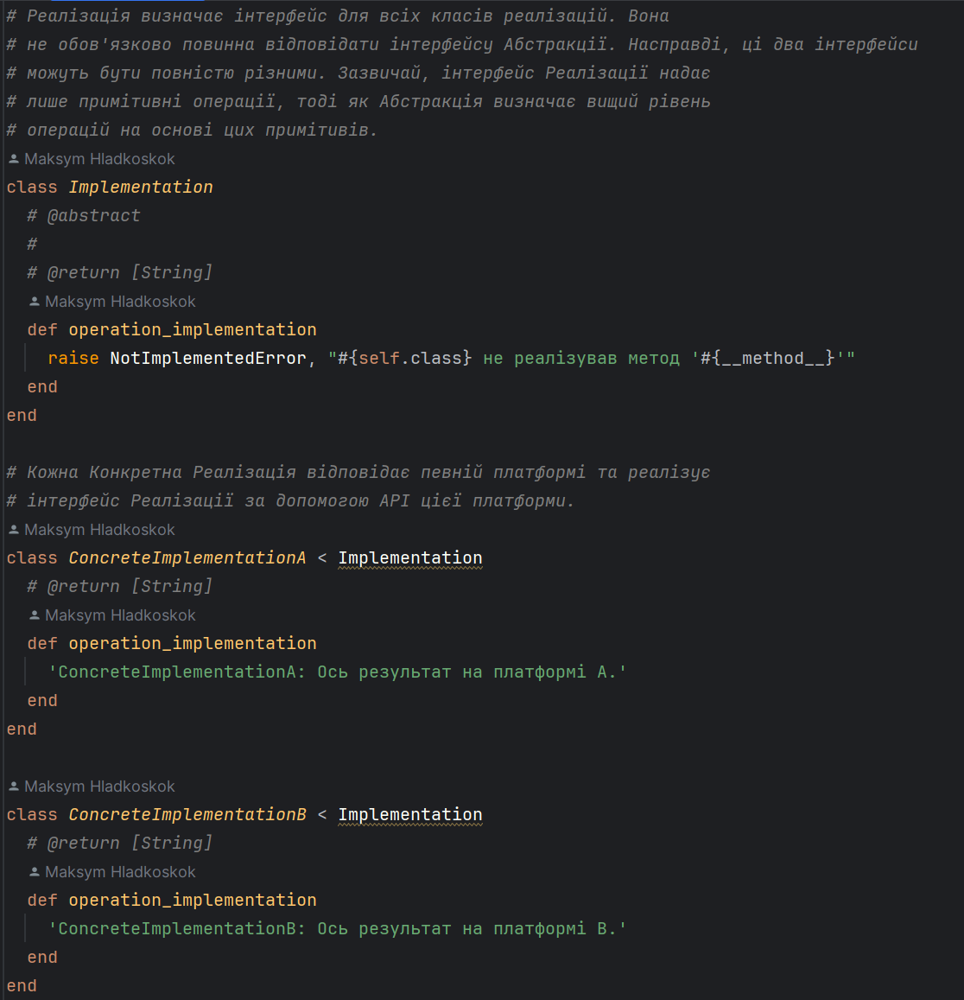 # Реалізація визначає інтерфейс для всіх класів реалізацій. Вона
# не обов'язково повинна відповідати інтерфейсу Абстракції. Насправді, ці два інтерфейси
# можуть бути повністю різними. Зазвичай, інтерфейс Реалізації надає
# лише примітивні операції, тоді як Абстракція визначає вищий рівень
# операцій на основі цих примітивів.
Maksym Hladkoskok
class Implementation
  # @abstract
  #
  # @return [String]
  Maksym Hladkoskok
  def operation_implementation
    raise NotImplementedError, "#{self.class} не реалізував метод '#{__method__}'"
  end
end

# Кожна Конкретна Реалізація відповідає певній платформі та реалізує
# інтерфейс Реалізації за допомогою API цієї платформи.
Maksym Hladkoskok
class ConcreteImplementationA < Implementation
  # @return [String]
  Maksym Hladkoskok
  def operation_implementation
    'ConcreteImplementationA: Ось результат на платформі A.'
  end
end

Maksym Hladkoskok
class ConcreteImplementationB < Implementation
  # @return [String]
  Maksym Hladkoskok
  def operation_implementation
    'ConcreteImplementationB: Ось результат на платформі B.'
  end
end